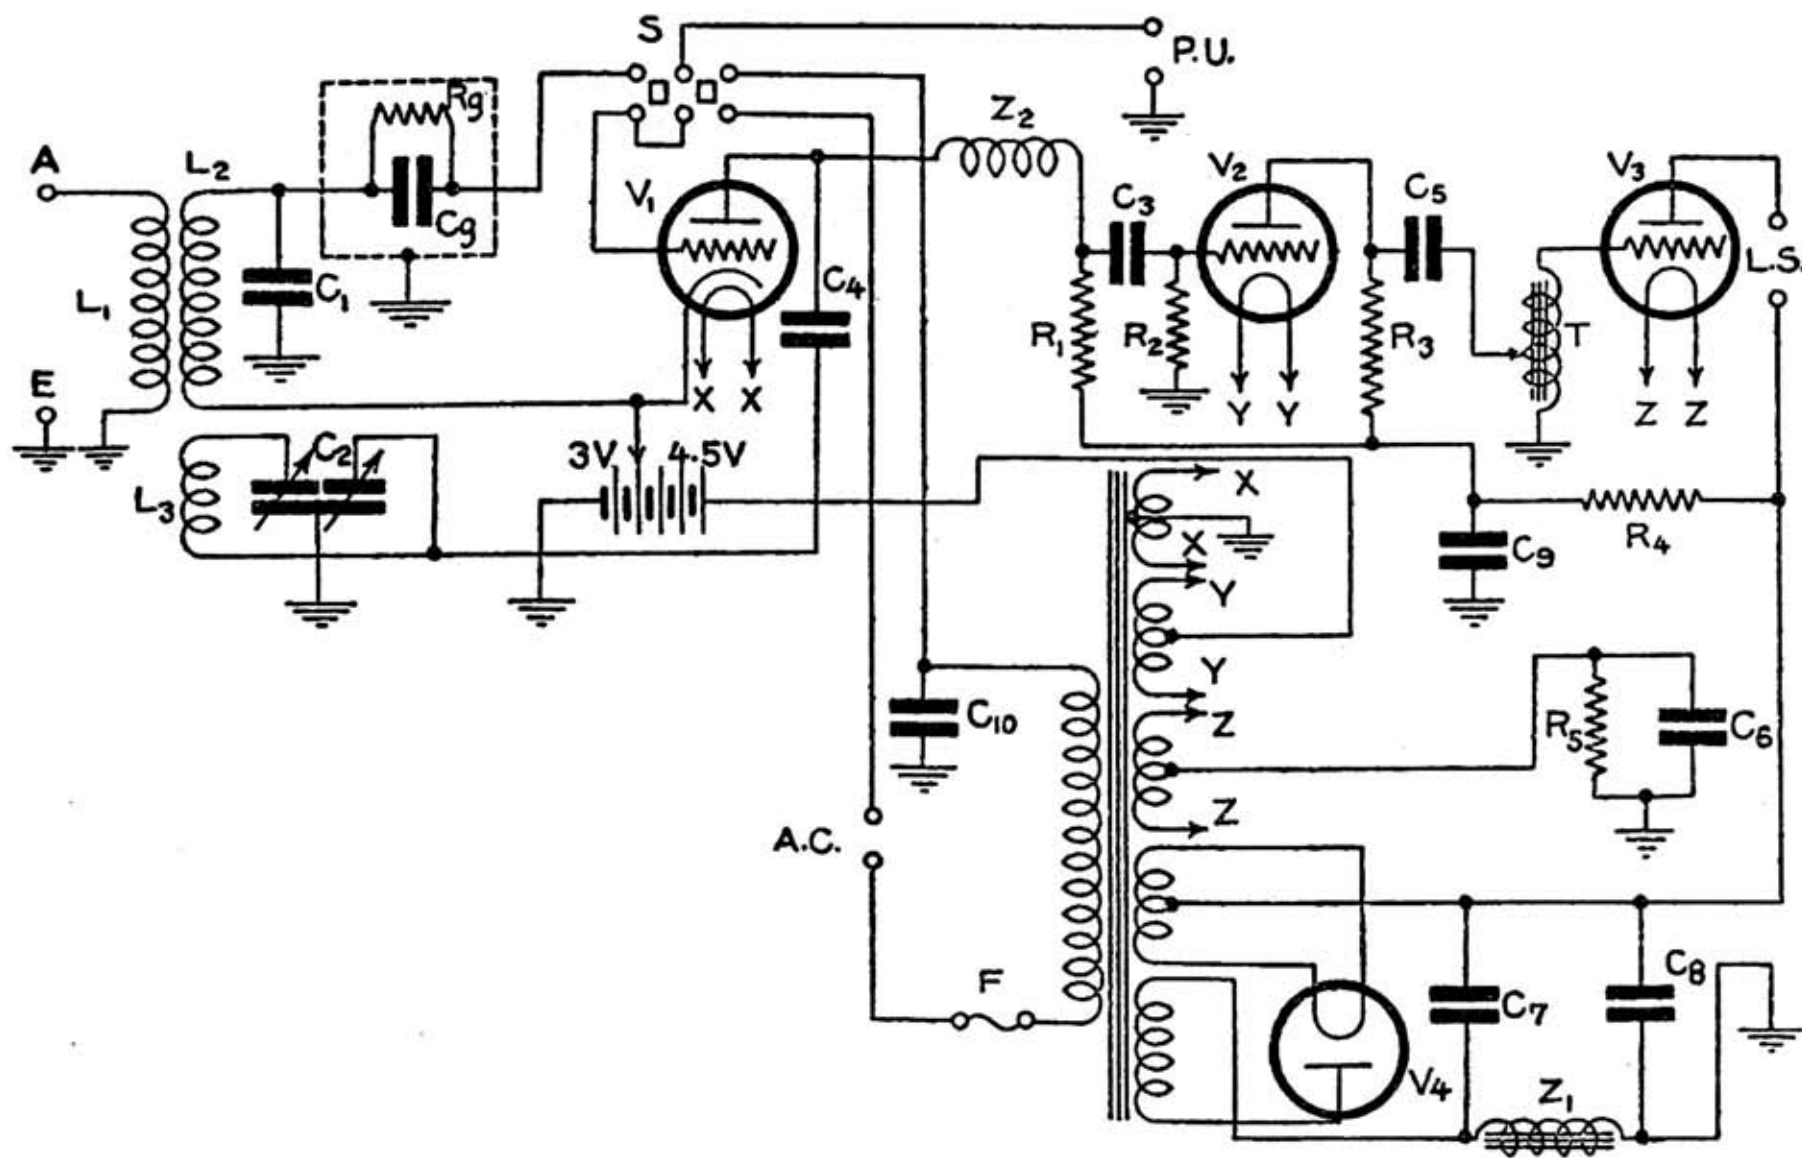 S
P.U.
Rg
Z2
A
L2
V1
V2
V3
Cg
C3
C5
L.S.
L1
C1
C4
R1
R2
R3
T
E
X X
Y Y
Z Z
C2
3V 4.5V
L3
X
X
C9
R4
Y
Y
C10
Z
R5
C6
Z
A.C.
F
C7
C8
V4
Z1